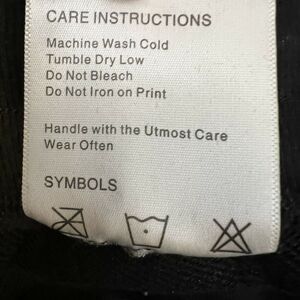 CARE INSTRUCTIONS
Machine Wash Cold
Tumble Dry Low
Do Not Bleach
Do Not Iron on Print
Handle with the Utmost Care
Wear Often
SYMBOLS